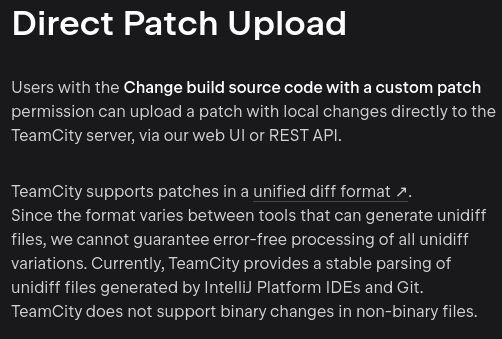 Direct Patch Upload
Users with the Change build source code with a custom patch
permission can upload a patch with local changes directly to the
TeamCity server, via our web UI or REST API.
TeamCity supports patches in a unified diff format ↗.
Since the format varies between tools that can generate unidiff
files, we cannot guarantee error-free processing of all unidiff
variations. Currently, TeamCity provides a stable parsing of
unidiff files generated by IntelliJ Platform IDEs and Git.
TeamCity does not support binary changes in non-binary files.